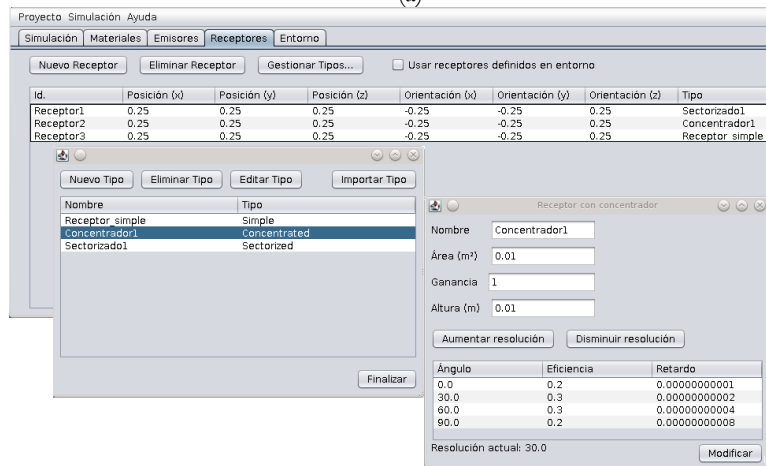 (a)
Proyecto Simulación Ayuda
Simulación Materiales Emisores Receptores Entorno
Nuevo Receptor Eliminar Receptor Gestionar Tipos... Usar receptores definidos en entorno
Id. Posición (x) Posición (y) Posición (z) Orientación (x) Orientación (y) Orientación (z) Tipo
Receptor1 0.25 0.25 0.25 -0.25 -0.25 0.25 Sectorizado1
Receptor2 0.25 0.25 0.25 -0.25 -0.25 0.25 Concentrador1
Receptor3 0.25 0.25 0.25 -0.25 -0.25 0.25 Receptor simple
Nuevo Tipo Eliminar Tipo Editar Tipo Importar Tipo
Nombre Tipo
Receptor_simple Simple
Concentrador1 Concentrated
Sectorizado1 Sectorized
Finalizar
Receptor con concentrador
Nombre Concentrador1
Área (m²) 0.01
Ganancia 1
Altura (m) 0.01
Aumentar resolución Disminuir resolución
Ángulo Eficiencia Retardo
0.0 0.2 0.00000000001
30.0 0.3 0.00000000002
60.0 0.3 0.00000000004
90.0 0.2 0.00000000008
Resolución actual: 30.0 Modificar